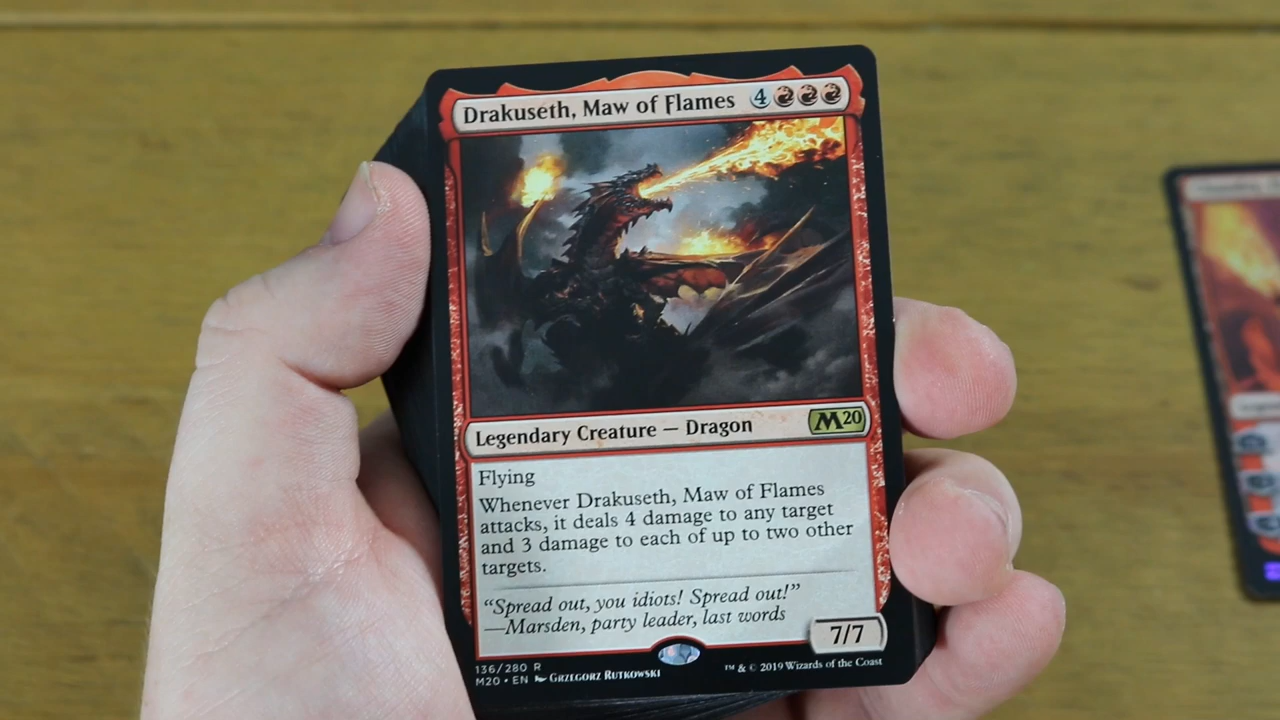 Drakuseth, Maw of Flames 4
Legendary Creature — Dragon M20
Flying
Whenever Drakuseth, Maw of Flames
attacks, it deals 4 damage to any target
and 3 damage to each of up to two other
targets.
“Spread out, you idiots! Spread out!”
—Marsden, party leader, last words
7/7
136/280 R
M20 • EN GRZEGORZ RUTKOWSKI
™ & © 2019 Wizards of the Coast